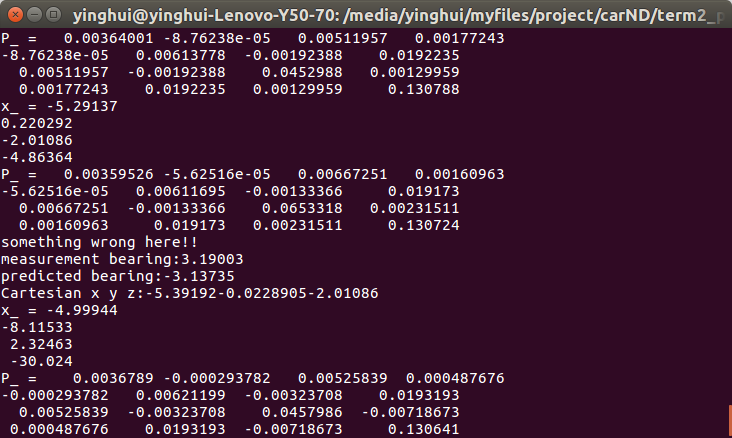 yinghui@yinghui-Lenovo-Y50-70: /media/yinghui/myfiles/project/carND/term2_p
P_ =   0.00364001 -8.76238e-05   0.00511957   0.00177243
-8.76238e-05   0.00613778  -0.00192388    0.0192235
  0.00511957  -0.00192388    0.0452988   0.00129959
  0.00177243    0.0192235   0.00129959     0.130788
x_ = -5.29137
0.220292
-2.01086
-4.86364
P_ =   0.00359526 -5.62516e-05   0.00667251   0.00160963
-5.62516e-05   0.00611695  -0.00133366     0.019173
  0.00667251  -0.00133366    0.0653318   0.00231511
  0.00160963     0.019173   0.00231511     0.130724
something wrong here!!
measurement bearing:3.19003
predicted bearing:-3.13735
Cartesian x y z:-5.39192-0.0228905-2.01086
x_ = -4.99944
-8.11533
 2.32463
 -30.024
P_ =    0.0036789 -0.000293782   0.00525839  0.000487676
-0.000293782   0.00621199  -0.00323708    0.0193193
  0.00525839  -0.00323708    0.0457986  -0.00718673
 0.000487676    0.0193193  -0.00718673     0.130641